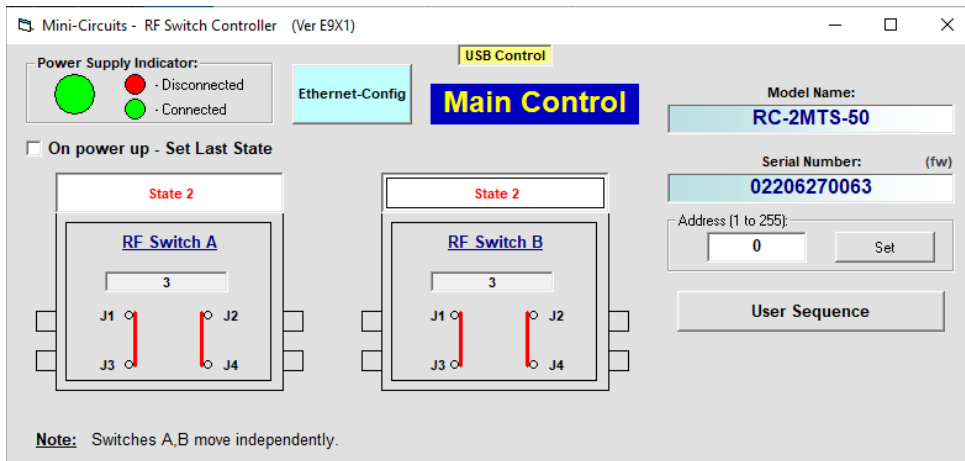 Mini-Circuits - RF Switch Controller (Ver E9X1)
Power Supply Indicator:
- Disconnected
- Connected
Ethernet-Config
USB Control
Main Control
Model Name:
RC-2MTS-50
On power up - Set Last State
Serial Number: (fw)
02206270063
State 2
State 2
Address (1 to 255):
0 Set
RF Switch A
RF Switch B
3
3
User Sequence
J1 J2
J1 J2
J3 J4
J3 J4
Note: Switches A,B move independently.